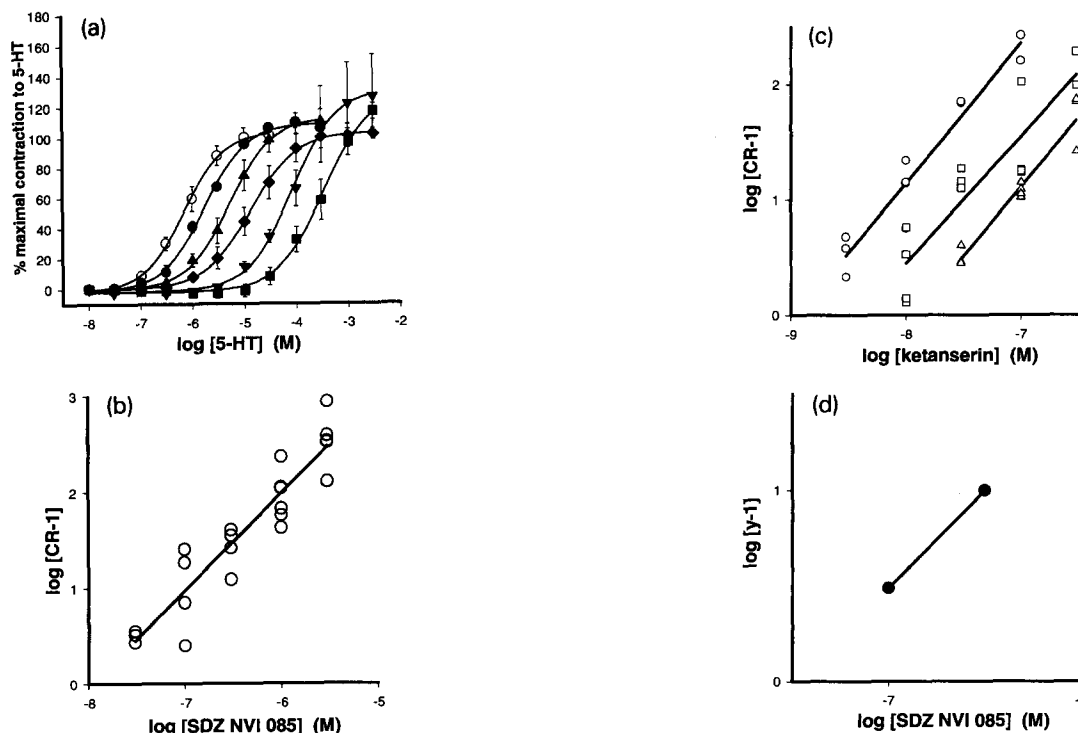 (a)
% maximal contraction to 5-HT
180
160
140
120
100
80
60
40
20
0
-8 -7 -6 -5 -4 -3 -2
log [5-HT] (M)
(c)
log [CR-1]
2
1
0
-9 -8 -7
log [ketanserin] (M)
(b)
log [CR-1]
3
2
1
0
-8 -7 -6 -5
log [SDZ NVI 085] (M)
(d)
log [y-1]
1
0
-7
log [SDZ NVI 085] (M)